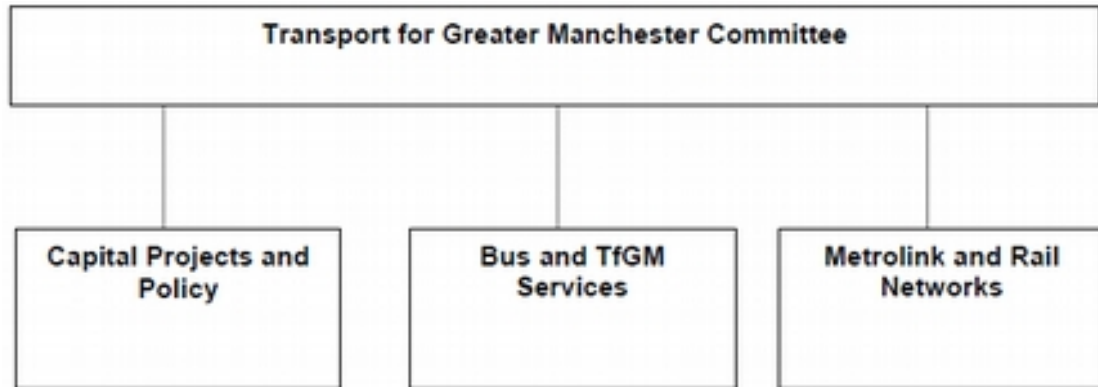 Transport for Greater Manchester Committee
Capital Projects and
Policy
Bus and TfGM
Services
Metrolink and Rail
Networks